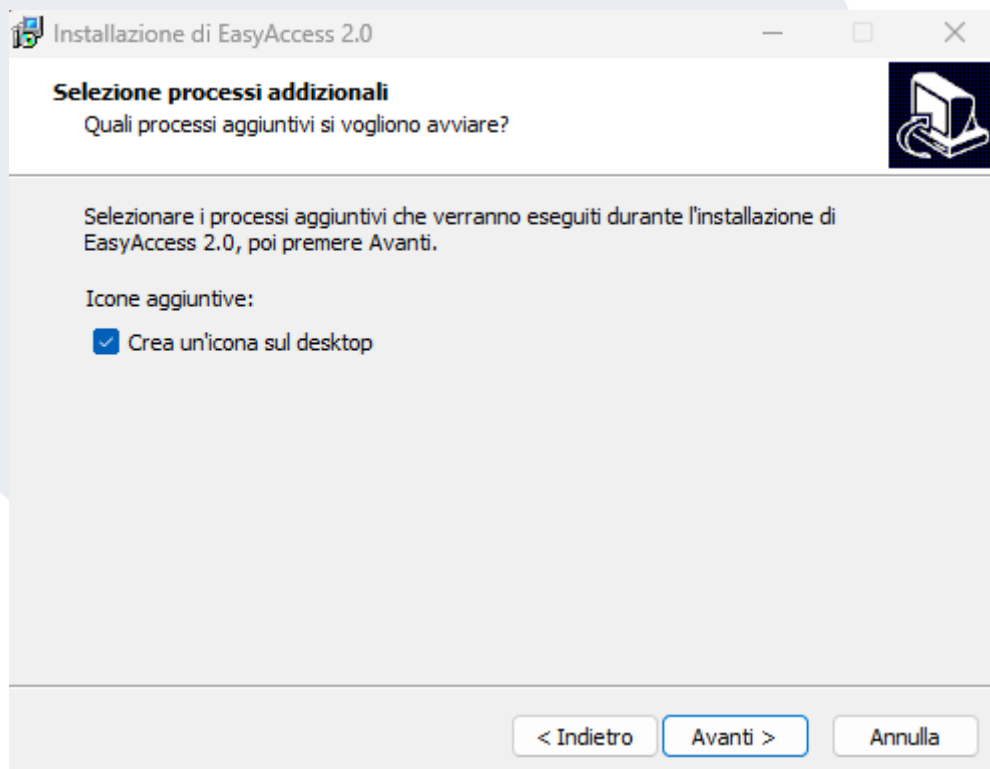 Installazione di EasyAccess 2.0
Selezione processi addizionali
Quali processi aggiuntivi si vogliono avviare?
Selezionare i processi aggiuntivi che verranno eseguiti durante l'installazione di
EasyAccess 2.0, poi premere Avanti.
Icone aggiuntive:
Crea un'icona sul desktop
< Indietro
Avanti >
Annulla